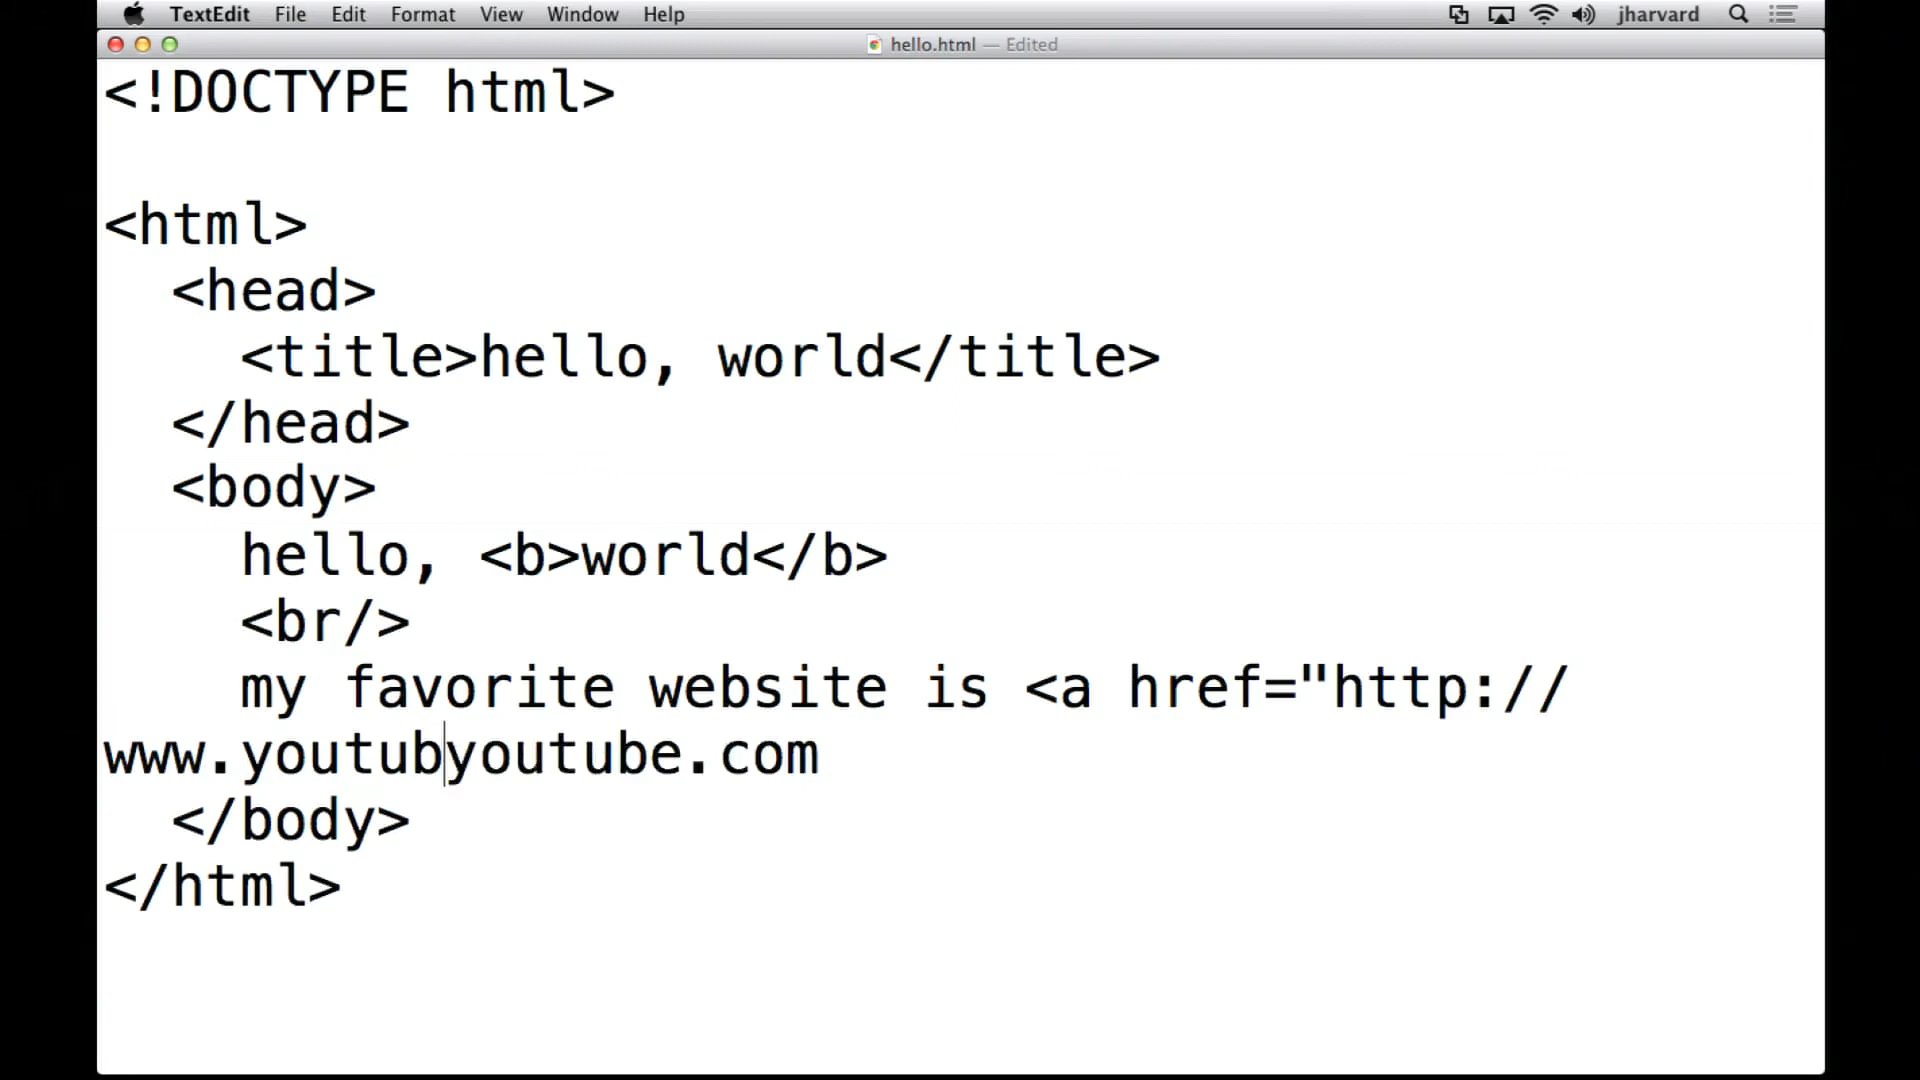 TextEdit File Edit Format View Window Help jharvard
hello.html — Edited
<!DOCTYPE html>
<html>
<head>
<title>hello, world</title>
</head>
<body>
hello, <b>world</b>
<br/>
my favorite website is <a href="http://
www.youtubyoutube.com
</body>
</html>